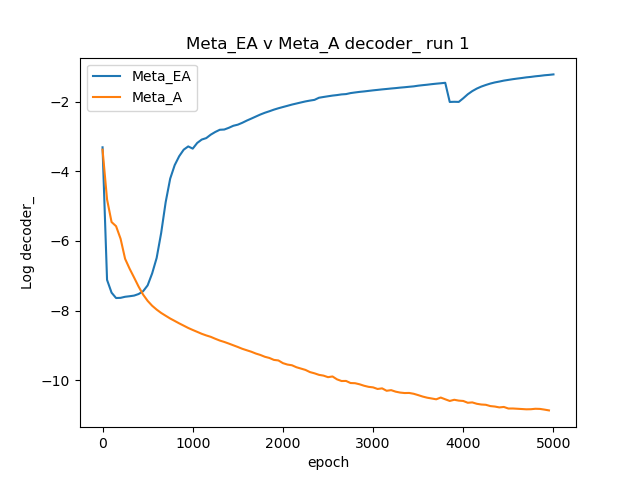 Meta_EA v Meta_A decoder_ run 1
Meta_EA
Meta_A
Log decoder_
−2
−4
−6
−8
−10
0 1000 2000 3000 4000 5000
epoch